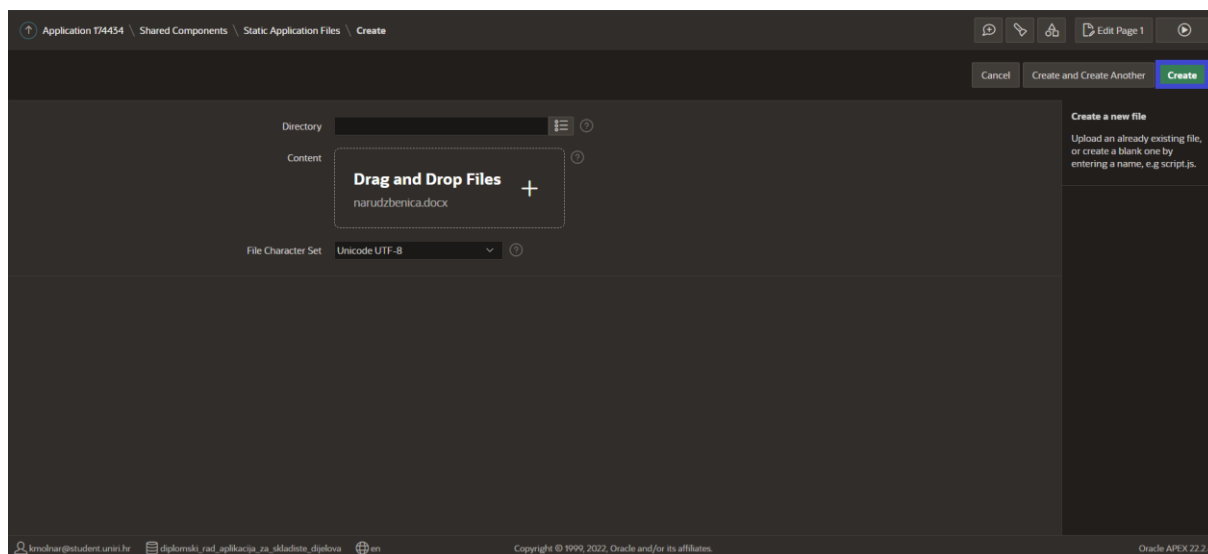 Application 174434 \ Shared Components \ Static Application Files \ Create
Edit Page 1
Cancel
Create and Create Another
Create
Directory
Content
Drag and Drop Files
narudzbenica.docx
File Character Set
Unicode UTF-8
Create a new file
Upload an already existing file,
or create a blank one by
entering a name, e.g script.js.
kmolnar@student.uniri.hr
diplomski_rad_aplikacija_za_skladiste_dijelova
en
Copyright © 1999, 2022, Oracle and/or its affiliates.
Oracle APEX 22.2